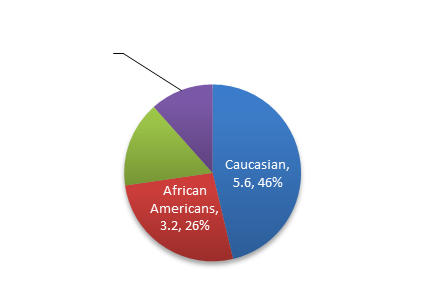 Caucasian,
5.6, 46%
African
Americans,
3.2, 26%